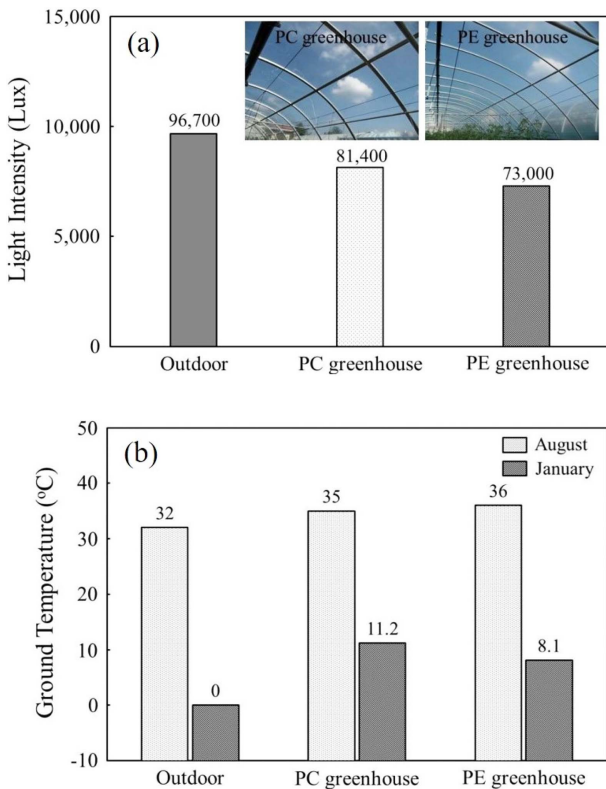 15,000
(a)
PC greenhouse
PE greenhouse
Light Intensity (Lux)
10,000
96,700
81,400
73,000
5,000
0
Outdoor
PC greenhouse
PE greenhouse
50
(b)
August
January
Ground Temperature (°C)
40
32
35
36
30
20
10
11.2
8.1
0
0
-10
Outdoor
PC greenhouse
PE greenhouse